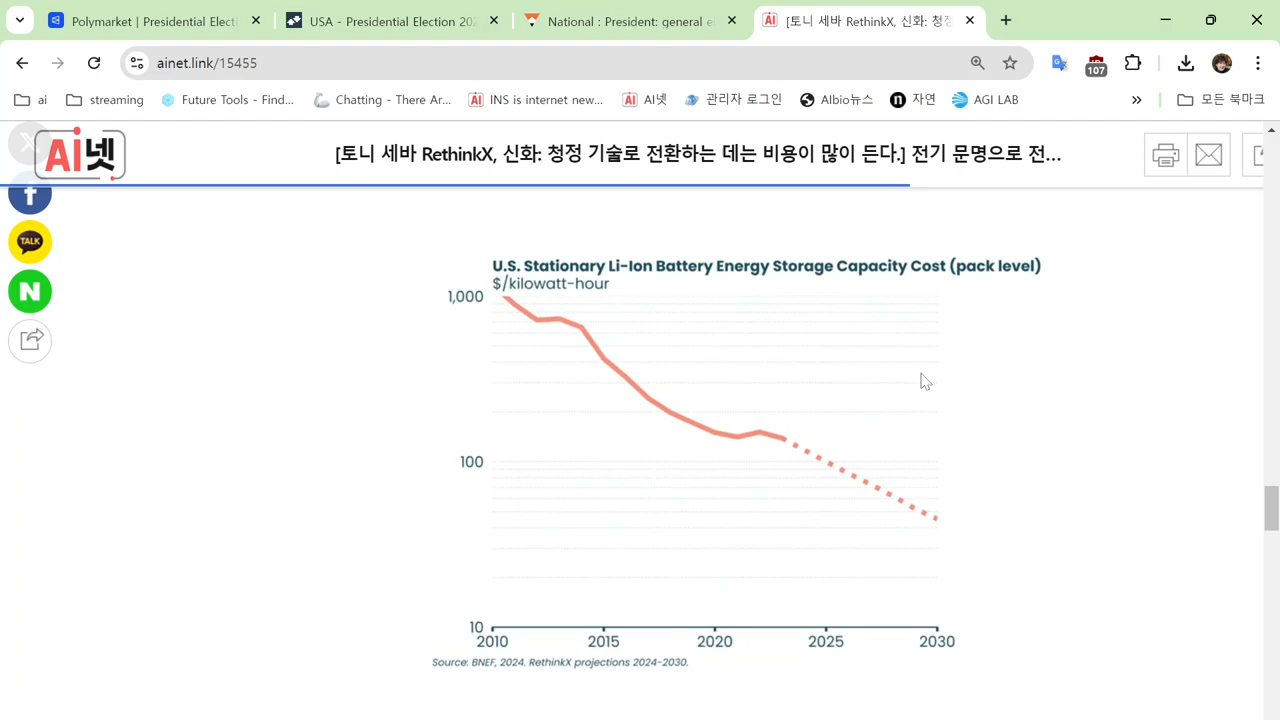 Polymarket | Presidential Electi
USA - Presidential Election 202
National : President: general el
[토니 세바 RethinkX, 신화: 청정
ainet.link/15455
107
ai
streaming
Future Tools - Find...
Chatting - There Ar...
INS is internet new...
AI넷
관리자 로그인
AIbio뉴스
자연
AGI LAB
모든 북마크
Ai넷
[토니 세바 RethinkX, 신화: 청정 기술로 전환하는 데는 비용이 많이 든다.] 전기 문명으로 전...
TALK
N
U.S. Stationary Li-Ion Battery Energy Storage Capacity Cost (pack level)
$/kilowatt-hour
1,000
100
10
2010 2015 2020 2025 2030
Source: BNEF, 2024. RethinkX projections 2024-2030.